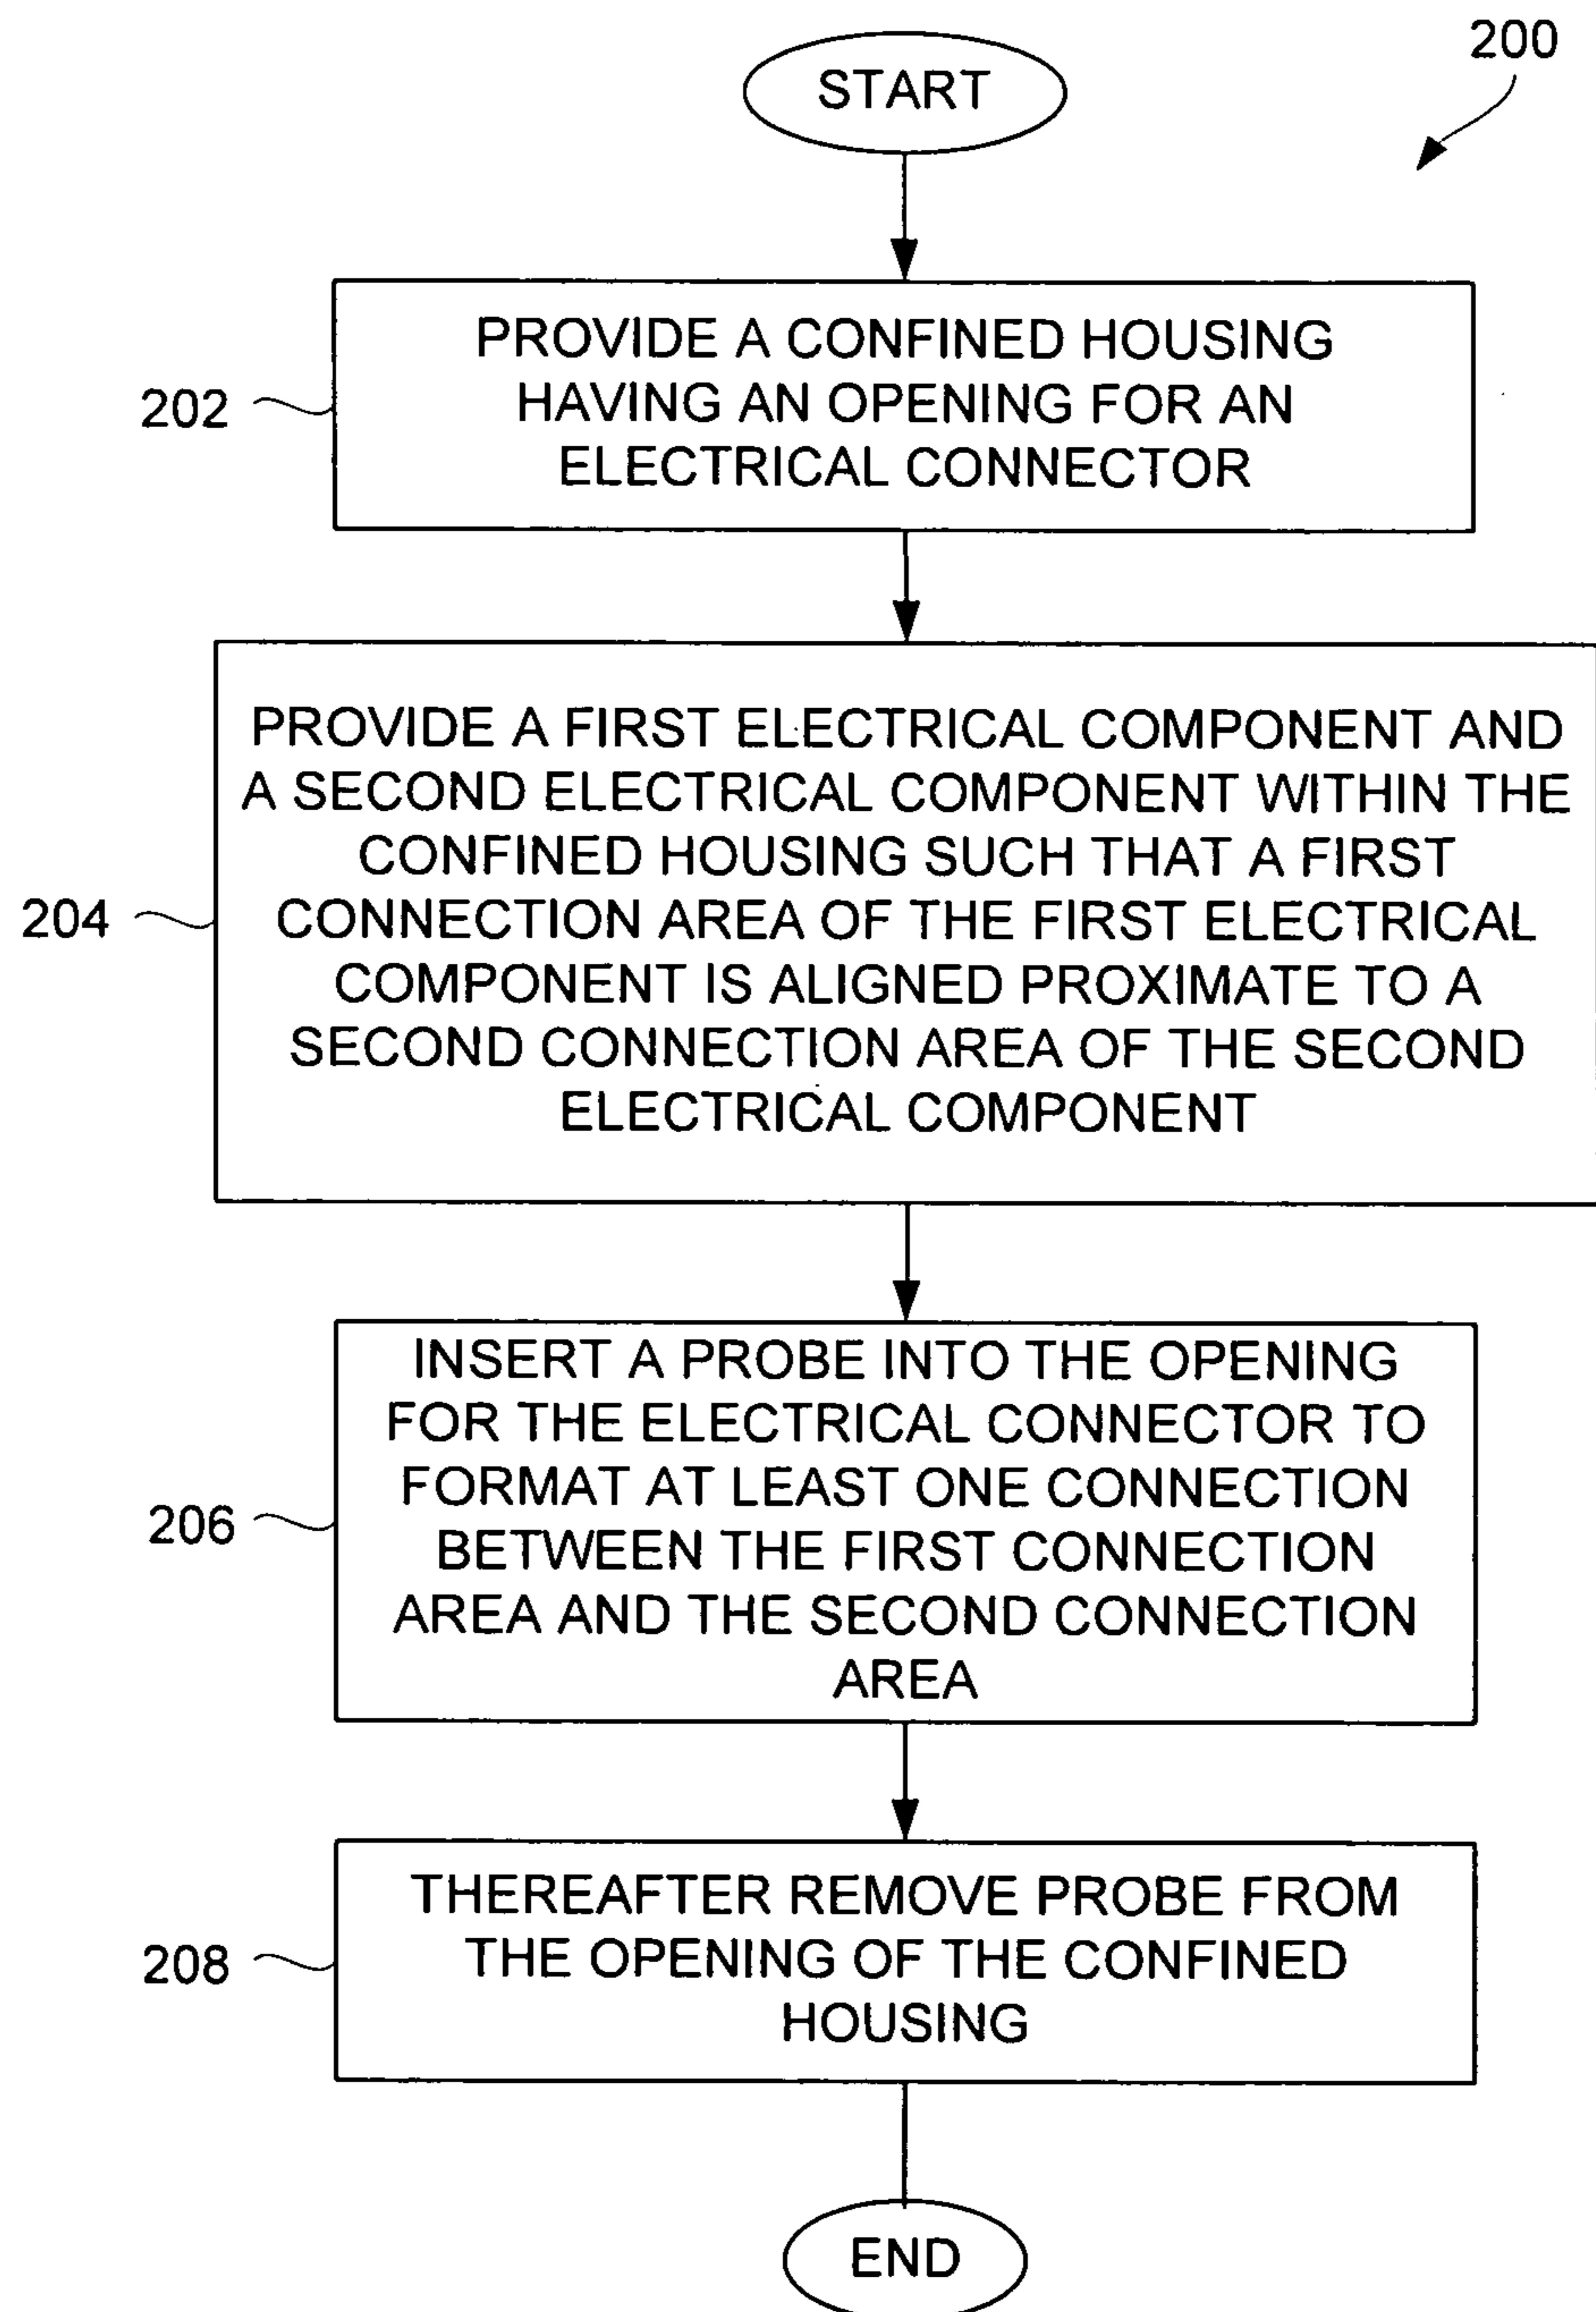 200
START
PROVIDE A CONFINED HOUSING
HAVING AN OPENING FOR AN
ELECTRICAL CONNECTOR
202
PROVIDE A FIRST ELECTRICAL COMPONENT AND
A SECOND ELECTRICAL COMPONENT WITHIN THE
CONFINED HOUSING SUCH THAT A FIRST
CONNECTION AREA OF THE FIRST ELECTRICAL
COMPONENT IS ALIGNED PROXIMATE TO A
SECOND CONNECTION AREA OF THE SECOND
ELECTRICAL COMPONENT
204
INSERT A PROBE INTO THE OPENING
FOR THE ELECTRICAL CONNECTOR TO
FORMAT AT LEAST ONE CONNECTION
BETWEEN THE FIRST CONNECTION
AREA AND THE SECOND CONNECTION
AREA
206
THEREAFTER REMOVE PROBE FROM
THE OPENING OF THE CONFINED
HOUSING
208
END